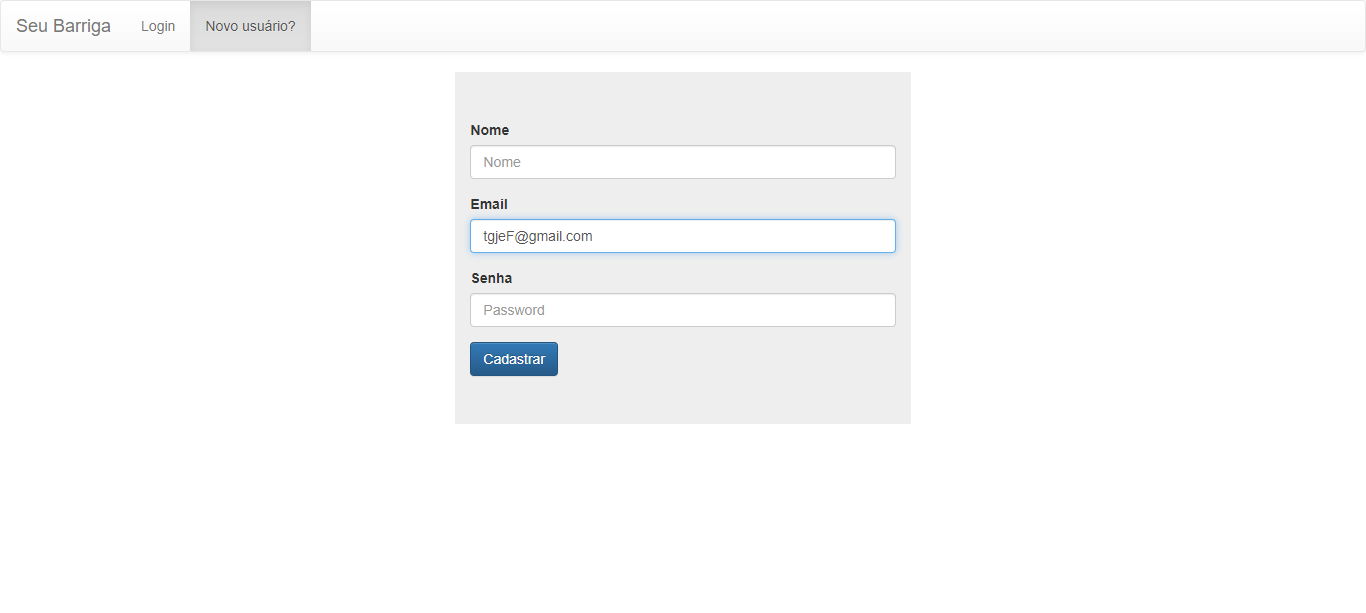 Seu Barriga Login Novo usuário?
Nome
Nome
Email
tgjeF@gmail.com
Senha
Password
Cadastrar